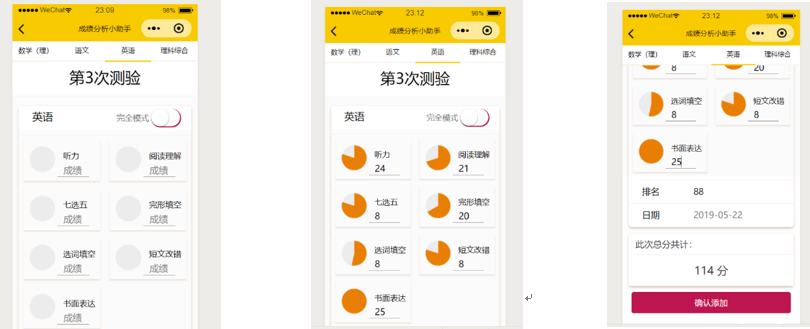 WeChat 23:09 98%
成绩分析小助手
数学（理） 语文 英语 理科综合
第3次测验
英语 完全模式
听力 成绩
阅读理解 成绩
七选五 成绩
完形填空 成绩
选词填空 成绩
短文改错 成绩
书面表达 成绩
WeChat 23:12 98%
成绩分析小助手
数学（理） 语文 英语 理科综合
第3次测验
英语 完全模式
听力 24
阅读理解 21
七选五 8
完形填空 20
选词填空 8
短文改错 8
书面表达 25
WeChat 23:12 98%
成绩分析小助手
数学（理） 语文 英语 理科综合
8 20
选词填空 8
短文改错 8
书面表达 25
排名 88
日期 2019-05-22
此次总分共计：
114 分
确认添加